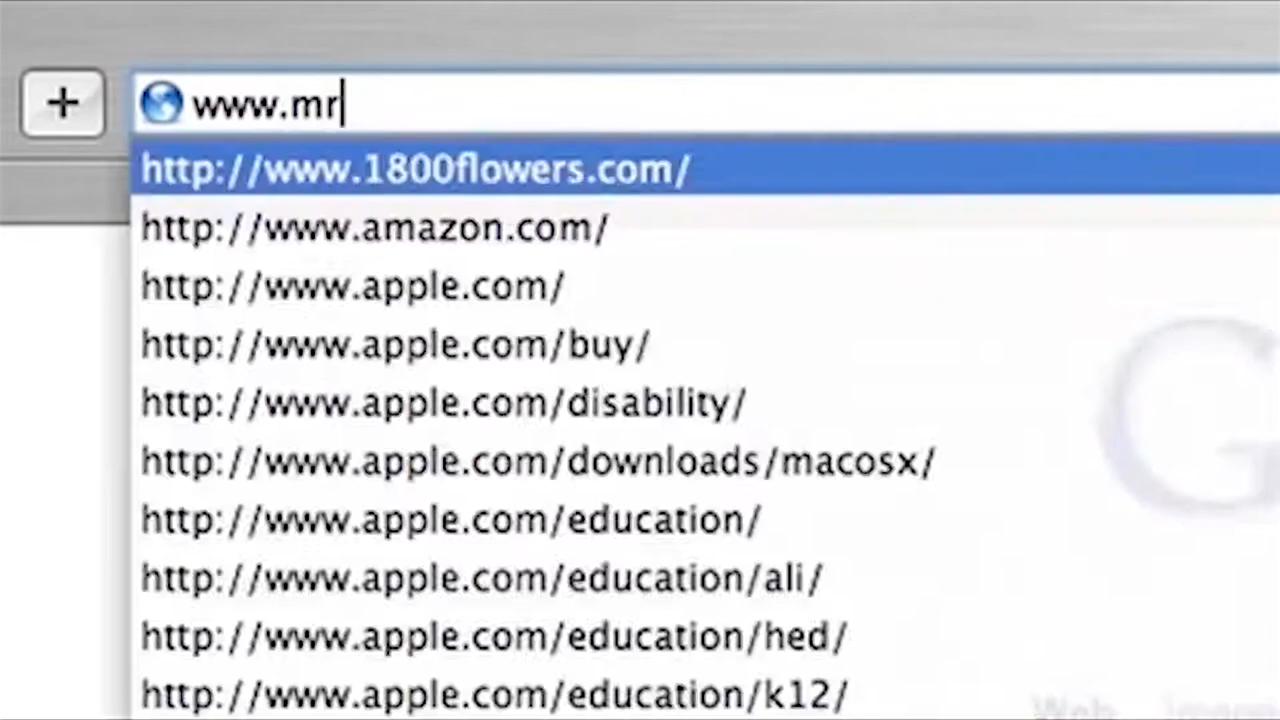 www.mr
http://www.1800flowers.com/
http://www.amazon.com/
http://www.apple.com/
http://www.apple.com/buy/
http://www.apple.com/disability/
http://www.apple.com/downloads/macosx/
http://www.apple.com/education/
http://www.apple.com/education/ali/
http://www.apple.com/education/hed/
http://www.apple.com/education/k12/
G
Web